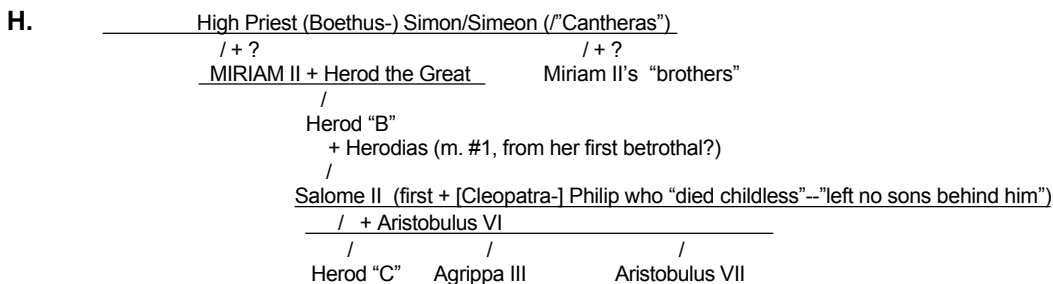 H. High Priest (Boethus-) Simon/Simeon (/"Cantheras")
/ + ? / + ?
MIRIAM II + Herod the Great Miriam II's "brothers"
/
Herod "B"
+ Herodias (m. #1, from her first betrothal?)
/
Salome II (first + [Cleopatra-] Philip who "died childless"--"left no sons behind him")
/ + Aristobulus VI
/ / /
Herod "C" Agrippa III Aristobulus VII